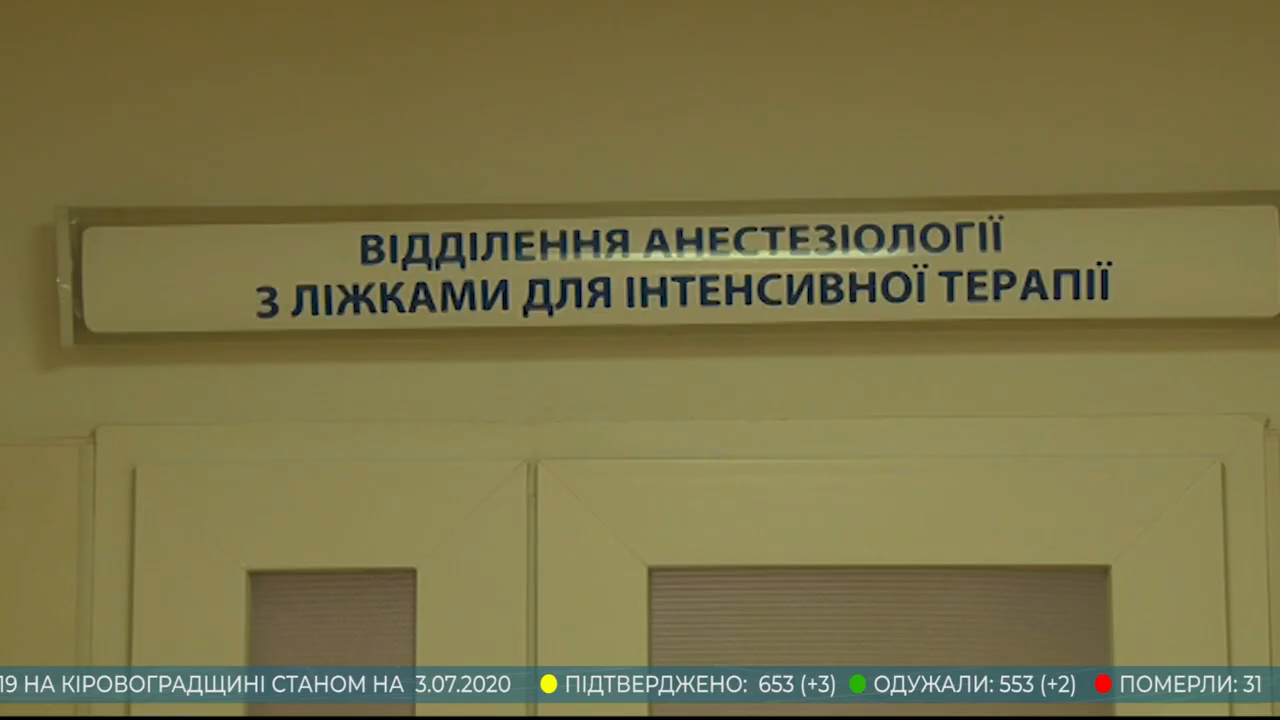 ВІДДІЛЕННЯ АНЕСТЕЗІОЛОГІЇ
З ЛІЖКАМИ ДЛЯ ІНТЕНСИВНОЇ ТЕРАПІЇ
19 НА КІРОВОГРАДЩИНІ СТАНОМ НА 3.07.2020 ПІДТВЕРДЖЕНО: 653 (+3) ОДУЖАЛИ: 553 (+2) ПОМЕРЛИ: 31